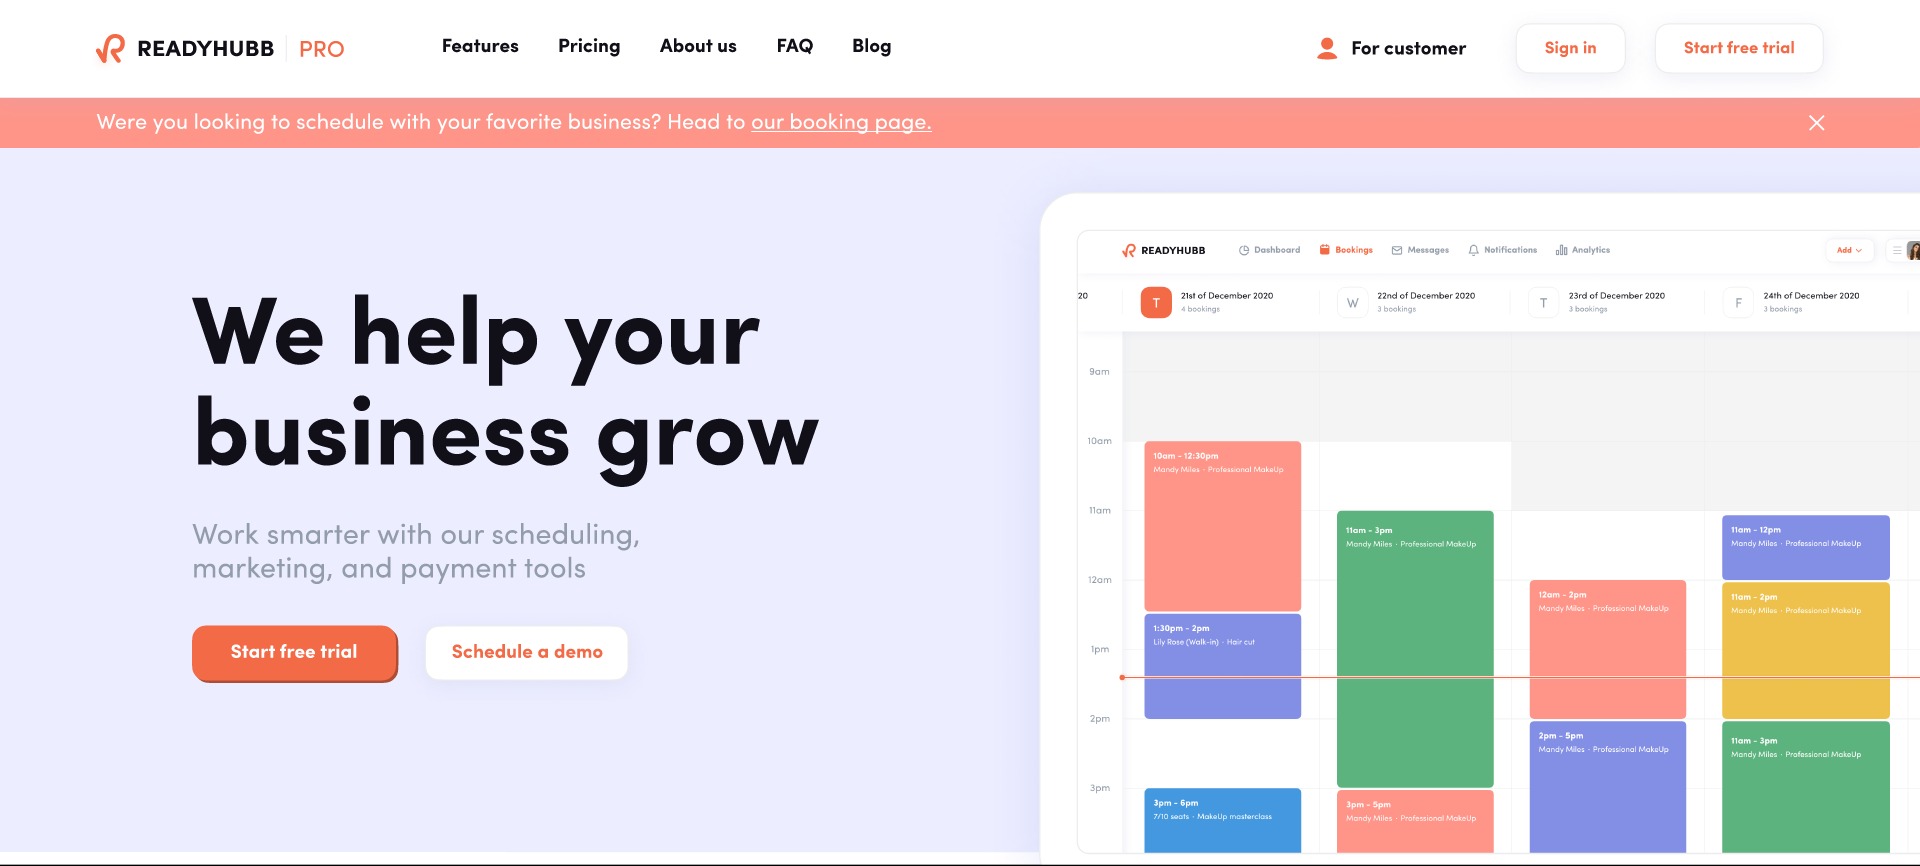 READYHUBB PRO
Features Pricing About us FAQ Blog
For customer
Sign in
Start free trial
Were you looking to schedule with your favorite business? Head to our booking page.
We help your
business grow
Work smarter with our scheduling,
marketing, and payment tools
Start free trial
Schedule a demo
READYHUBB
Dashboard Bookings Messages Notifications Analytics
Add
20
T 21st of December 2020
4 bookings
W 22nd of December 2020
3 bookings
T 23rd of December 2020
3 bookings
F 24th of December 2020
3 bookings
9am
10am
11am
12am
1pm
2pm
3pm
10am - 12:30pm
Mandy Miles · Professional MakeUp
1:30pm - 2pm
Lily Rose (Walk-in) · Hair cut
3pm - 6pm
7/10 seats · MakeUp masterclass
11am - 3pm
Mandy Miles · Professional MakeUp
3pm - 5pm
Mandy Miles · Professional MakeUp
12am - 2pm
Mandy Miles · Professional MakeUp
2pm - 5pm
Mandy Miles · Professional MakeUp
11am - 12pm
Mandy Miles · Professional MakeUp
11am - 2pm
Mandy Miles · Professional MakeUp
11am - 3pm
Mandy Miles · Professional MakeUp